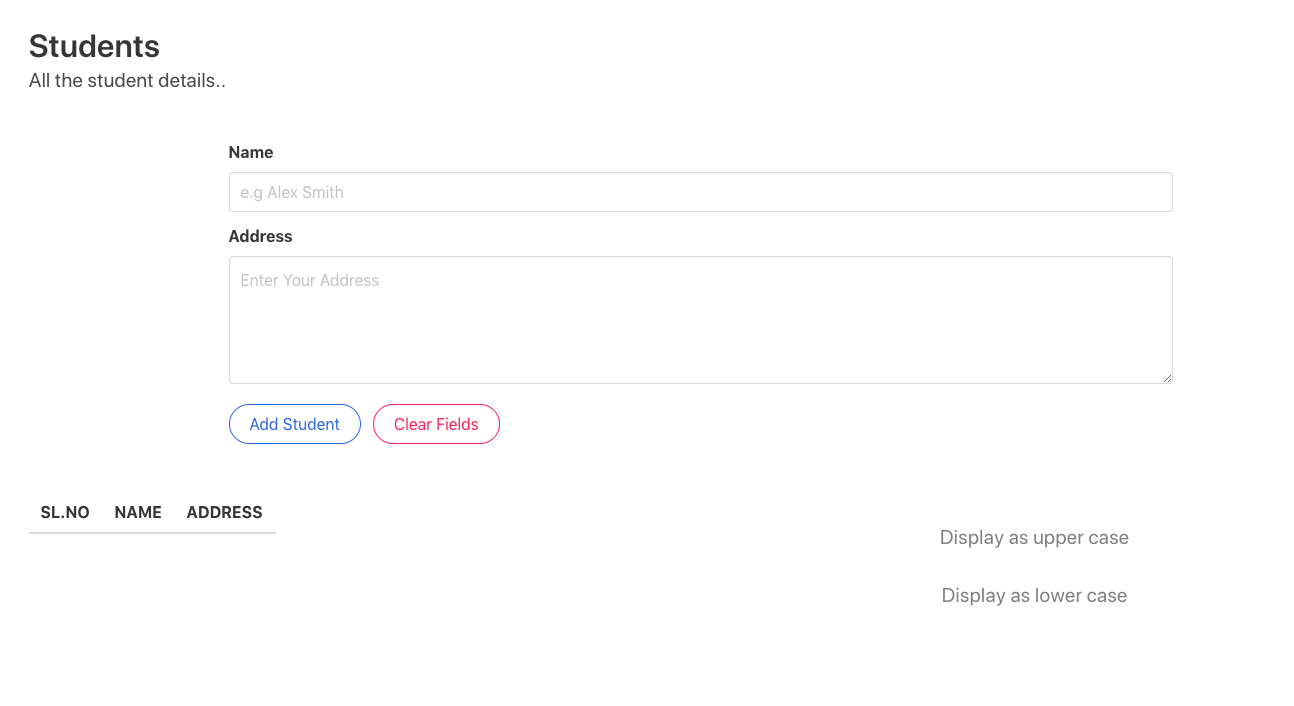 Students
All the student details..
Name
e.g Alex Smith
Address
Enter Your Address
Add Student Clear Fields
SL.NO NAME ADDRESS
Display as upper case
Display as lower case